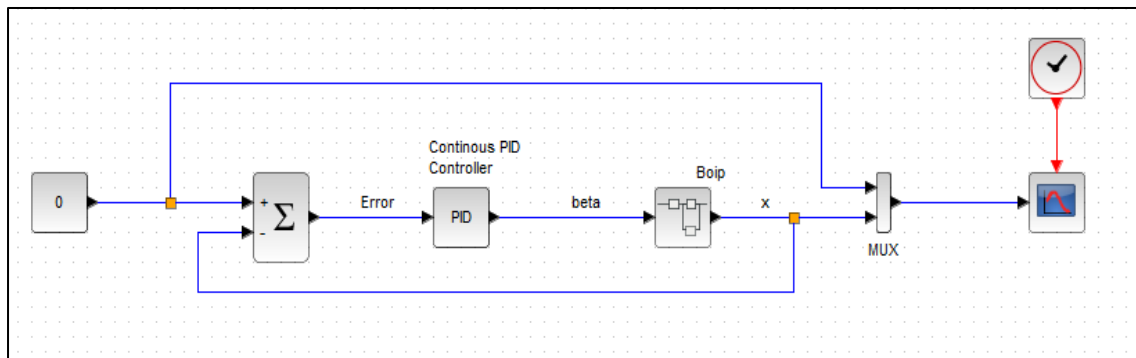 Continous PID
Controller
Boip
0
+
-
Σ
Error
PID
beta
x
MUX